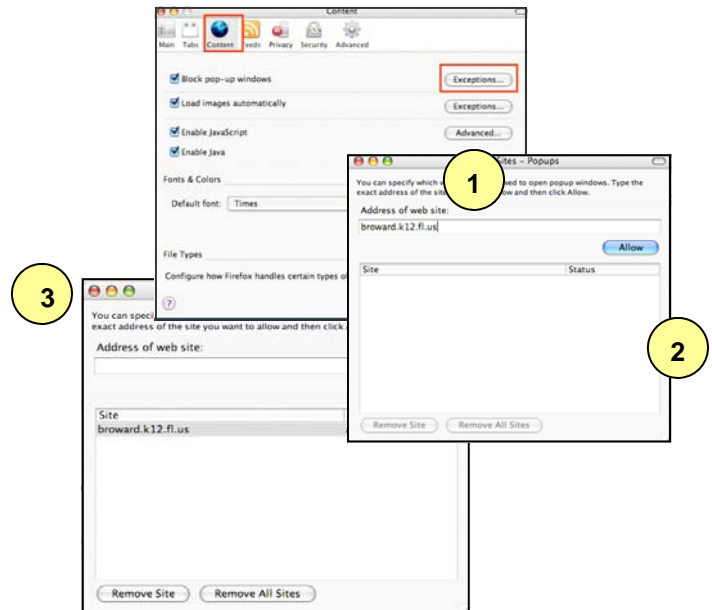 Content
Main Tabs Content Feeds Privacy Security Advanced
Block pop-up windows
Exceptions...
Load images automatically
Exceptions...
Enable JavaScript
Advanced...
Enable Java
Fonts & Colors
Default font: Times
File Types
Configure how Firefox handles certain types of
?
1
Sites – Popups
You can specify which w ed to open popup windows. Type the
exact address of the site ow and then click Allow.
Address of web site:
broward.k12.fl.us
Allow
Site Status
Remove Site Remove All Sites
2
3
You can speci
exact address of the site you want to allow and then click
Address of web site:
Site
broward.k12.fl.us
Remove Site Remove All Sites